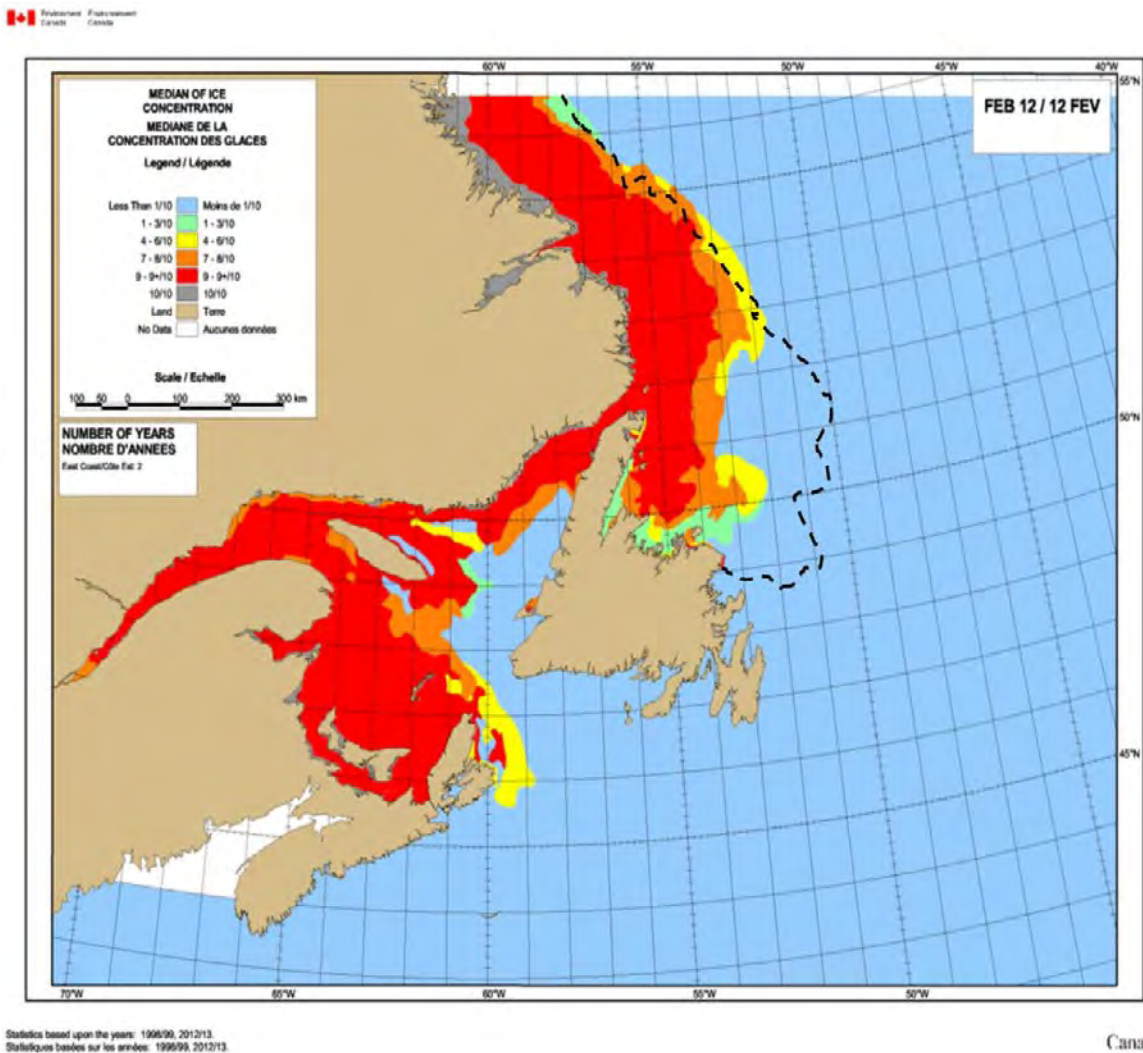 Environment Environnement
Canada Canada
60°W 55°W 50°W 40°W
55°N
MEDIAN OF ICE
CONCENTRATION
MEDIANE DE LA
CONCENTRATION DES GLACES
Legend / Légende
Less Than 1/10 Moins de 1/10
1 - 3/10 1 - 3/10
4 - 6/10 4 - 6/10
7 - 8/10 7 - 8/10
9 - 9+/10 9 - 9+/10
10/10 10/10
Land Terre
No Data Aucunes données
Scale / Echelle
100 50 0 100 200 300 km
FEB 12 / 12 FEV
NUMBER OF YEARS
NOMBRE D'ANNEES
East Coast/Côte Est: 2
50°N
45°N
70°W 65°W 60°W 55°W 50°W
Statistics based upon the years: 1998/99, 2012/13.
Statistiques basées sur les années: 1998/99, 2012/13.
Cana